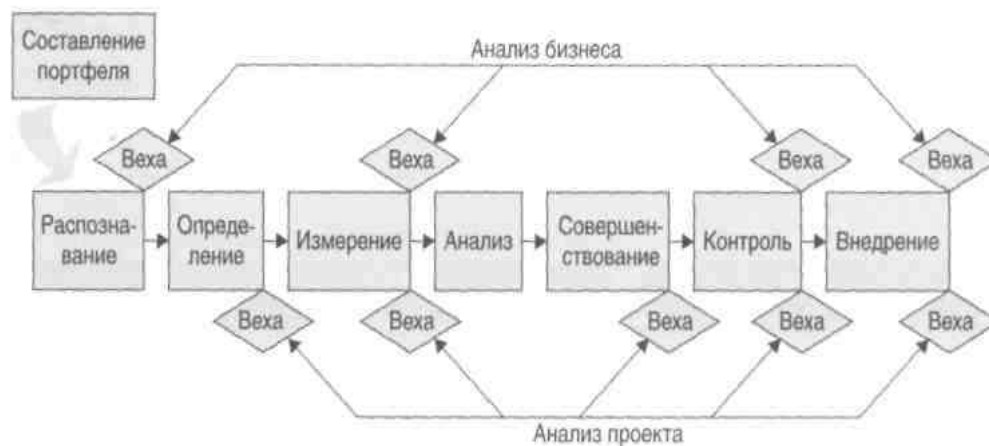 Составление
портфеля
Анализ бизнеса
Веха
Веха
Веха
Веха
Распозна-
вание
Опреде-
ление
Измерение
Анализ
Совершен-
ствование
Контроль
Внедрение
Веха
Веха
Веха
Веха
Веха
Анализ проекта